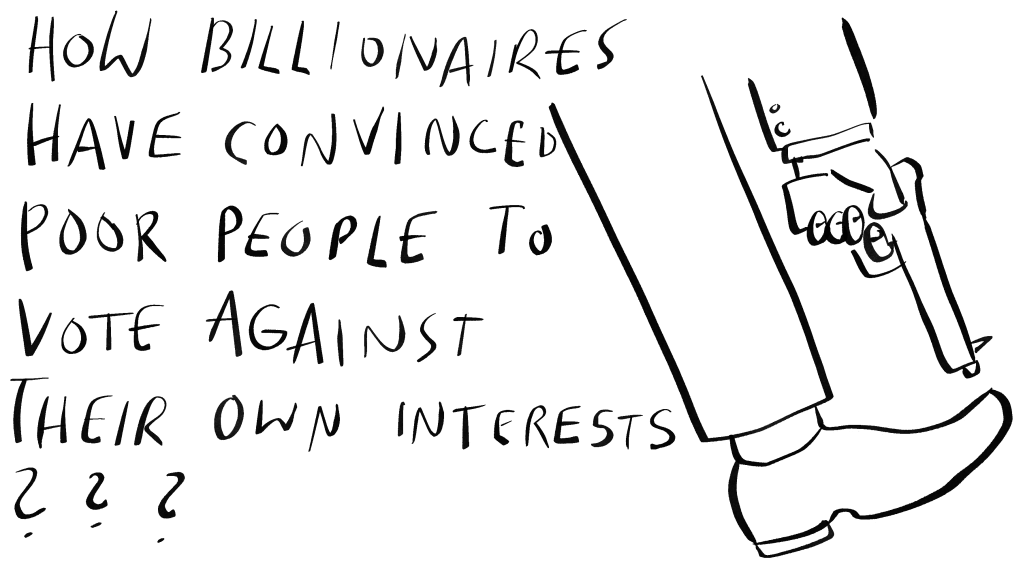 HOW BILLIONAIRES
HAVE CONVINCED
POOR PEOPLE TO
VOTE AGAINST
THEIR OWN INTERESTS
? ? ?